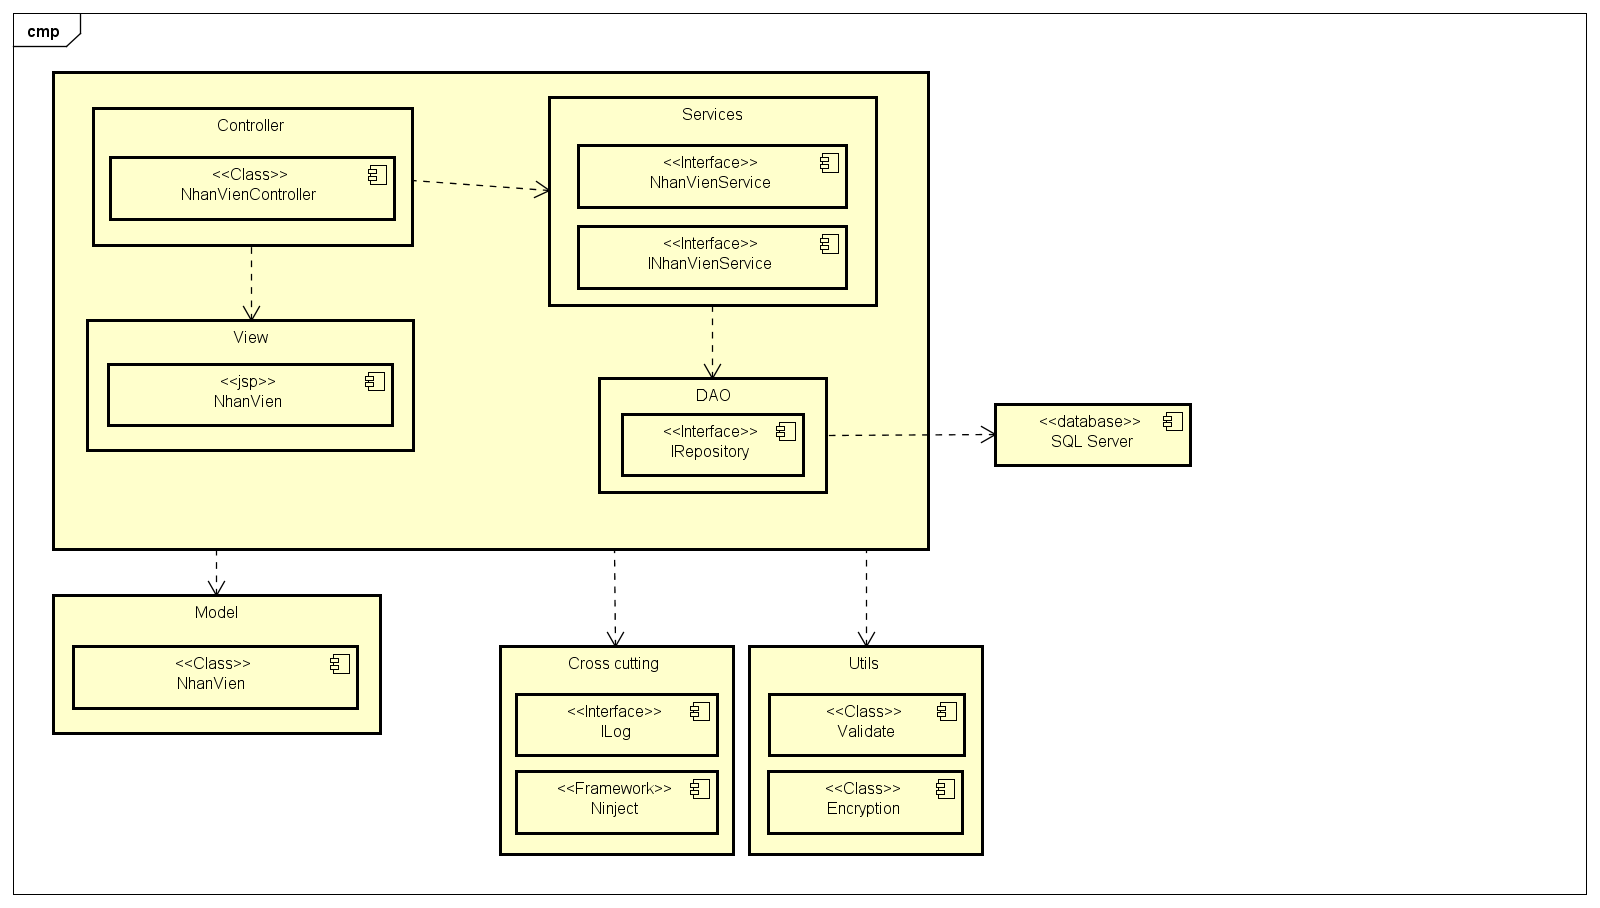 cmp
Controller
<<Class>>
NhanVienController
Services
<<Interface>>
NhanVienService
<<Interface>>
INhanVienService
View
<<jsp>>
NhanVien
DAO
<<Interface>>
IRepository
<<database>>
SQL Server
Model
<<Class>>
NhanVien
Cross cutting
<<Interface>>
ILog
<<Framework>>
Ninject
Utils
<<Class>>
Validate
<<Class>>
Encryption